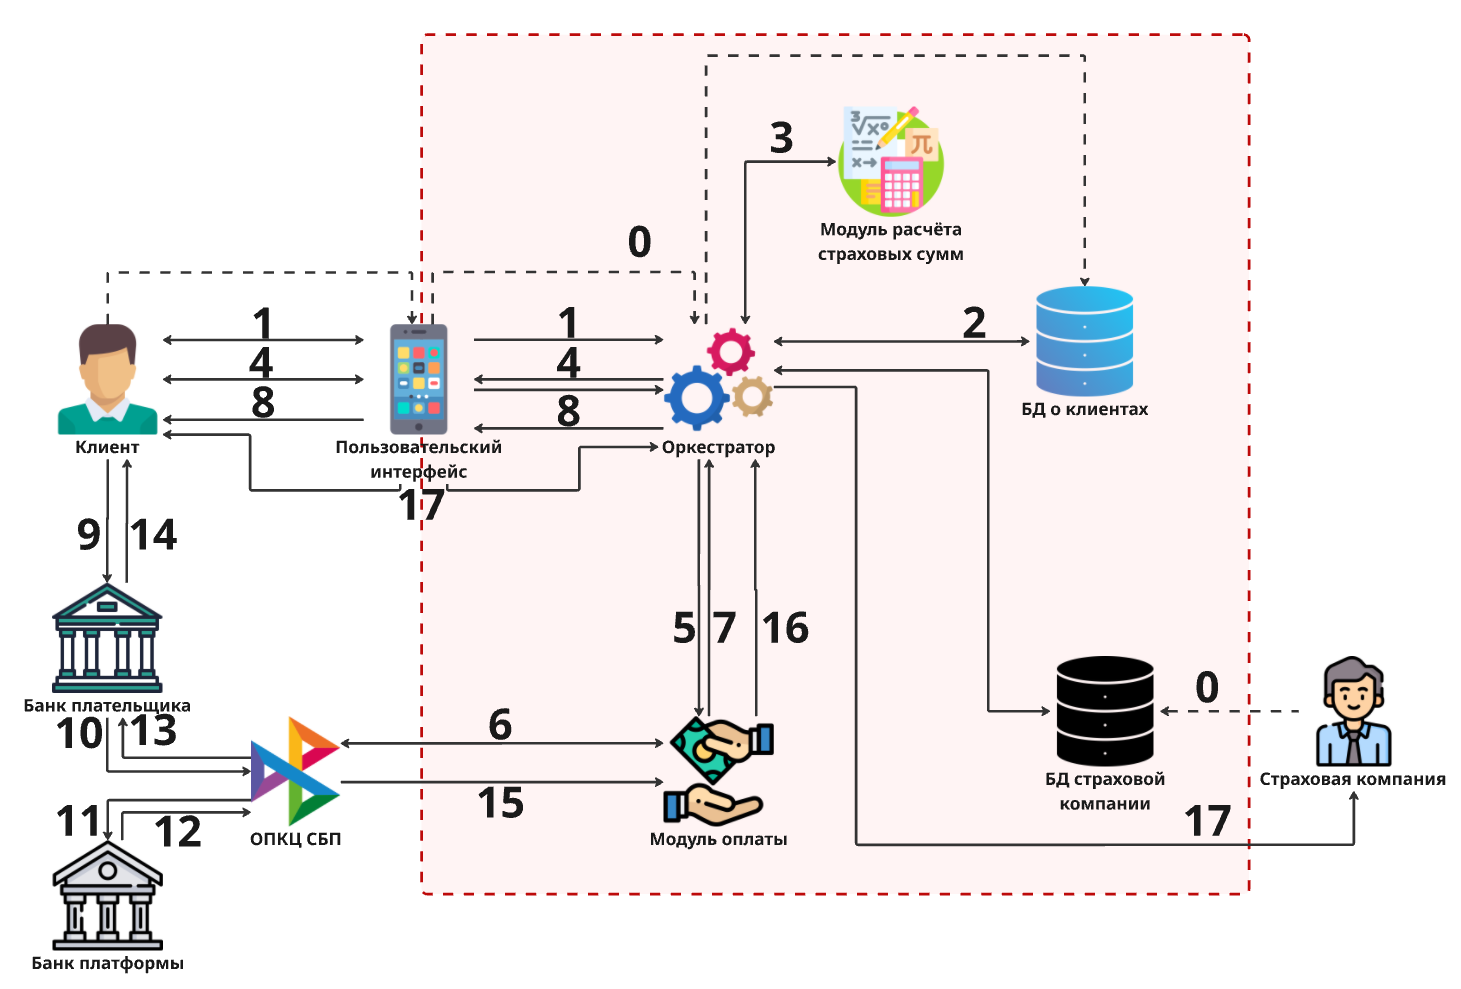 3
√x°
π
x→
3
Модуль расчёта
страховых сумм
0
1
1
2
4
4
8
8
БД о клиентах
Клиент
Пользовательский
интерфейс
Оркестратор
17
9
14
5
7
16
Банк плательщика
10
13
6
0
15
БД страховой
компании
Страховая компания
11
12
ОПКЦ СБП
Модуль оплаты
17
Банк платформы